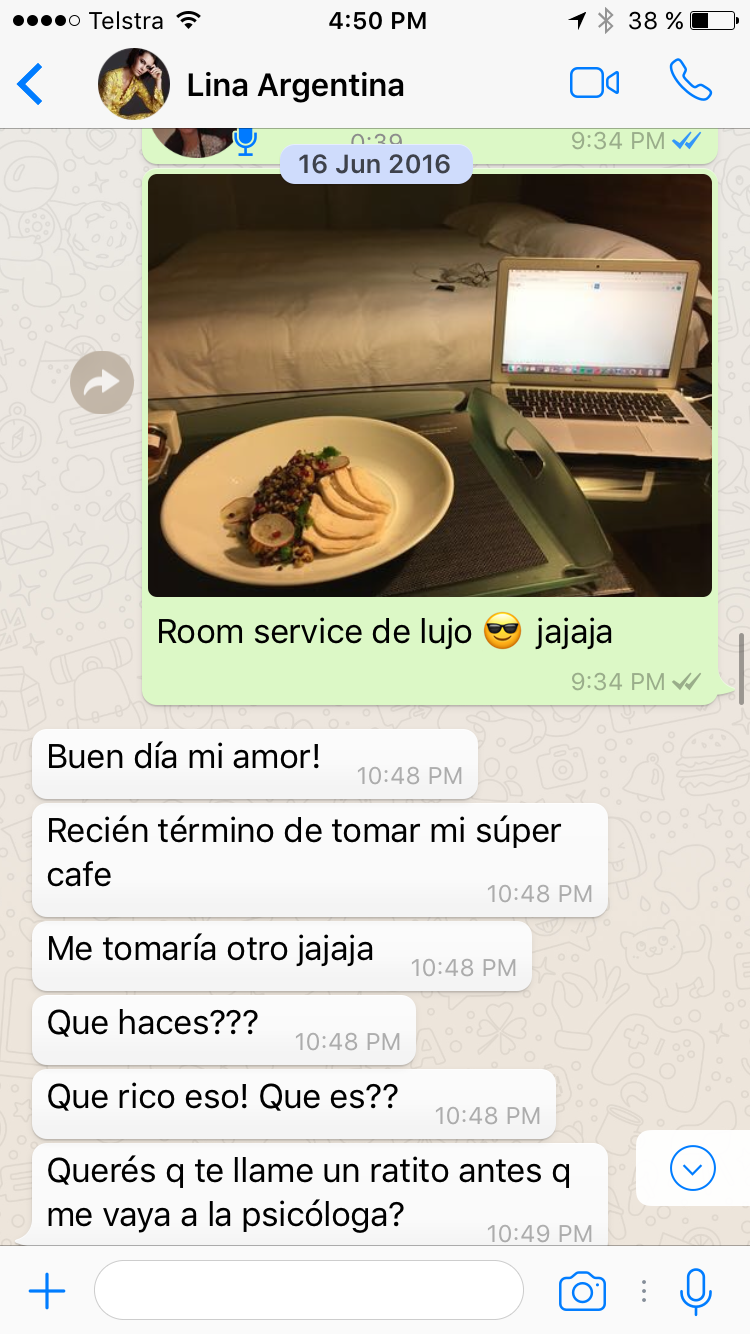 Telstra 4:50 PM 38 %
Lina Argentina
0:39 9:34 PM
16 Jun 2016
Room service de lujo 😎 jajaja
9:34 PM
Buen día mi amor!
10:48 PM
Recién término de tomar mi súper
cafe
10:48 PM
Me tomaría otro jajaja
10:48 PM
Que haces???
10:48 PM
Que rico eso! Que es??
10:48 PM
Querés q te llame un ratito antes q
me vaya a la psicóloga?
10:49 PM